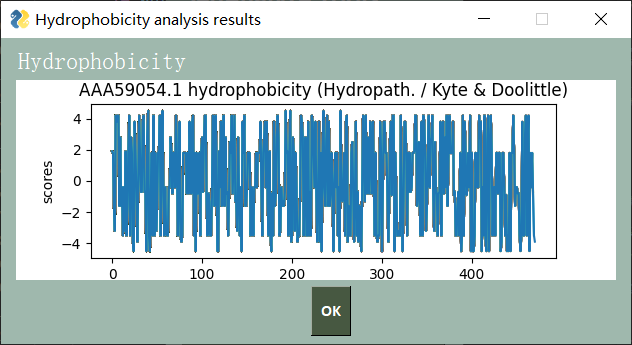 Hydrophobicity analysis results
Hydrophobicity
AAA59054.1 hydrophobicity (Hydropath. / Kyte & Doolittle)
4
2
0
−2
−4
scores
0 100 200 300 400
OK